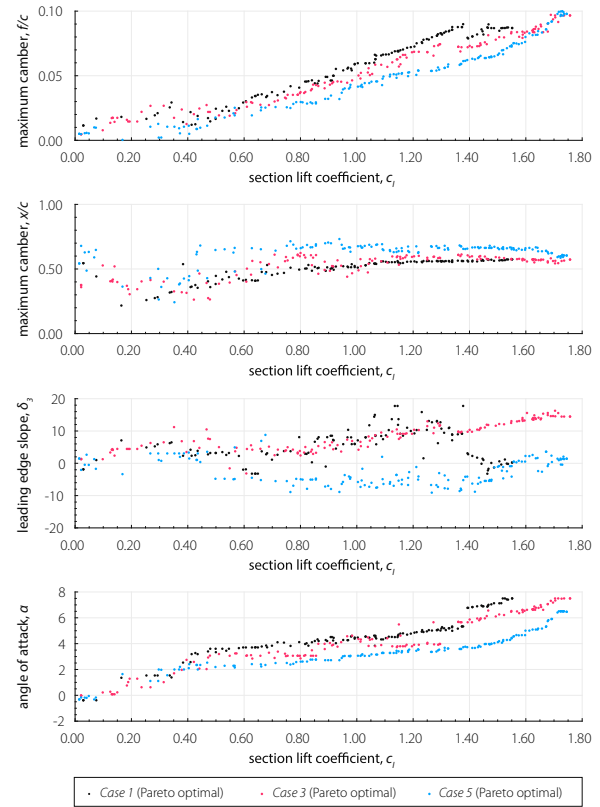 maximum camber, f/c
0.10
0.05
0.00
0.00 0.20 0.40 0.60 0.80 1.00 1.20 1.40 1.60 1.80
section lift coefficient, cl
maximum camber, x/c
1.00
0.50
0.00
0.00 0.20 0.40 0.60 0.80 1.00 1.20 1.40 1.60 1.80
section lift coefficient, cl
leading edge slope, δ3
20
10
0
-10
-20
0.00 0.20 0.40 0.60 0.80 1.00 1.20 1.40 1.60 1.80
section lift coefficient, cl
angle of attack, α
8
6
4
2
0
-2
0.00 0.20 0.40 0.60 0.80 1.00 1.20 1.40 1.60 1.80
section lift coefficient, cl
Case 1 (Pareto optimal) Case 3 (Pareto optimal) Case 5 (Pareto optimal)